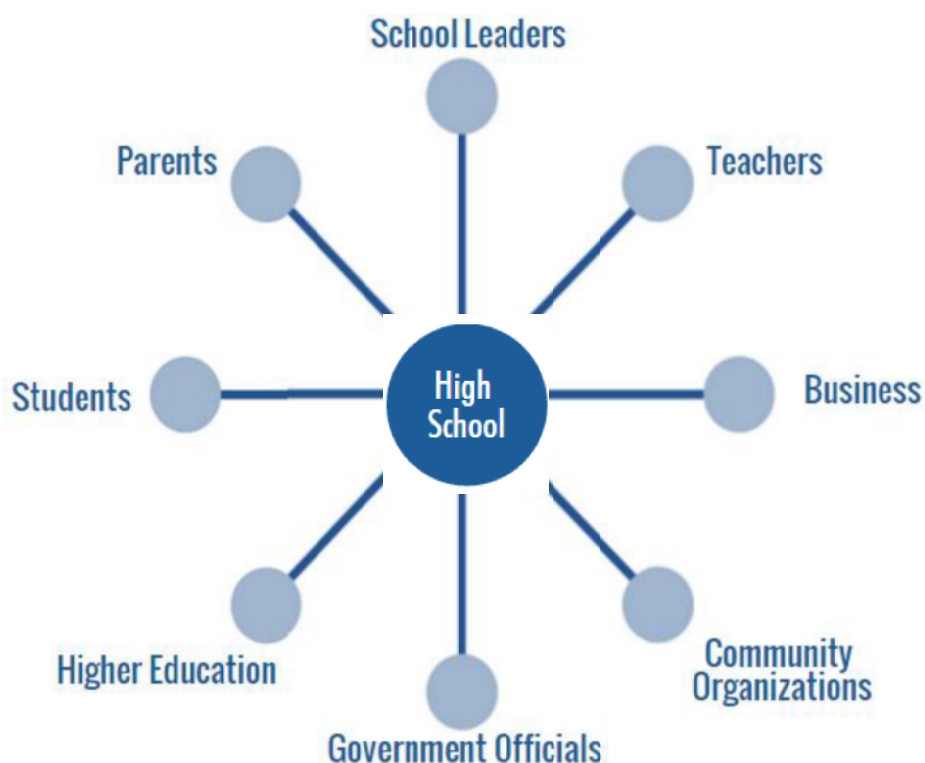 School Leaders
Parents
Teachers
High
School
Students
Business
Higher Education
Community
Organizations
Government Officials